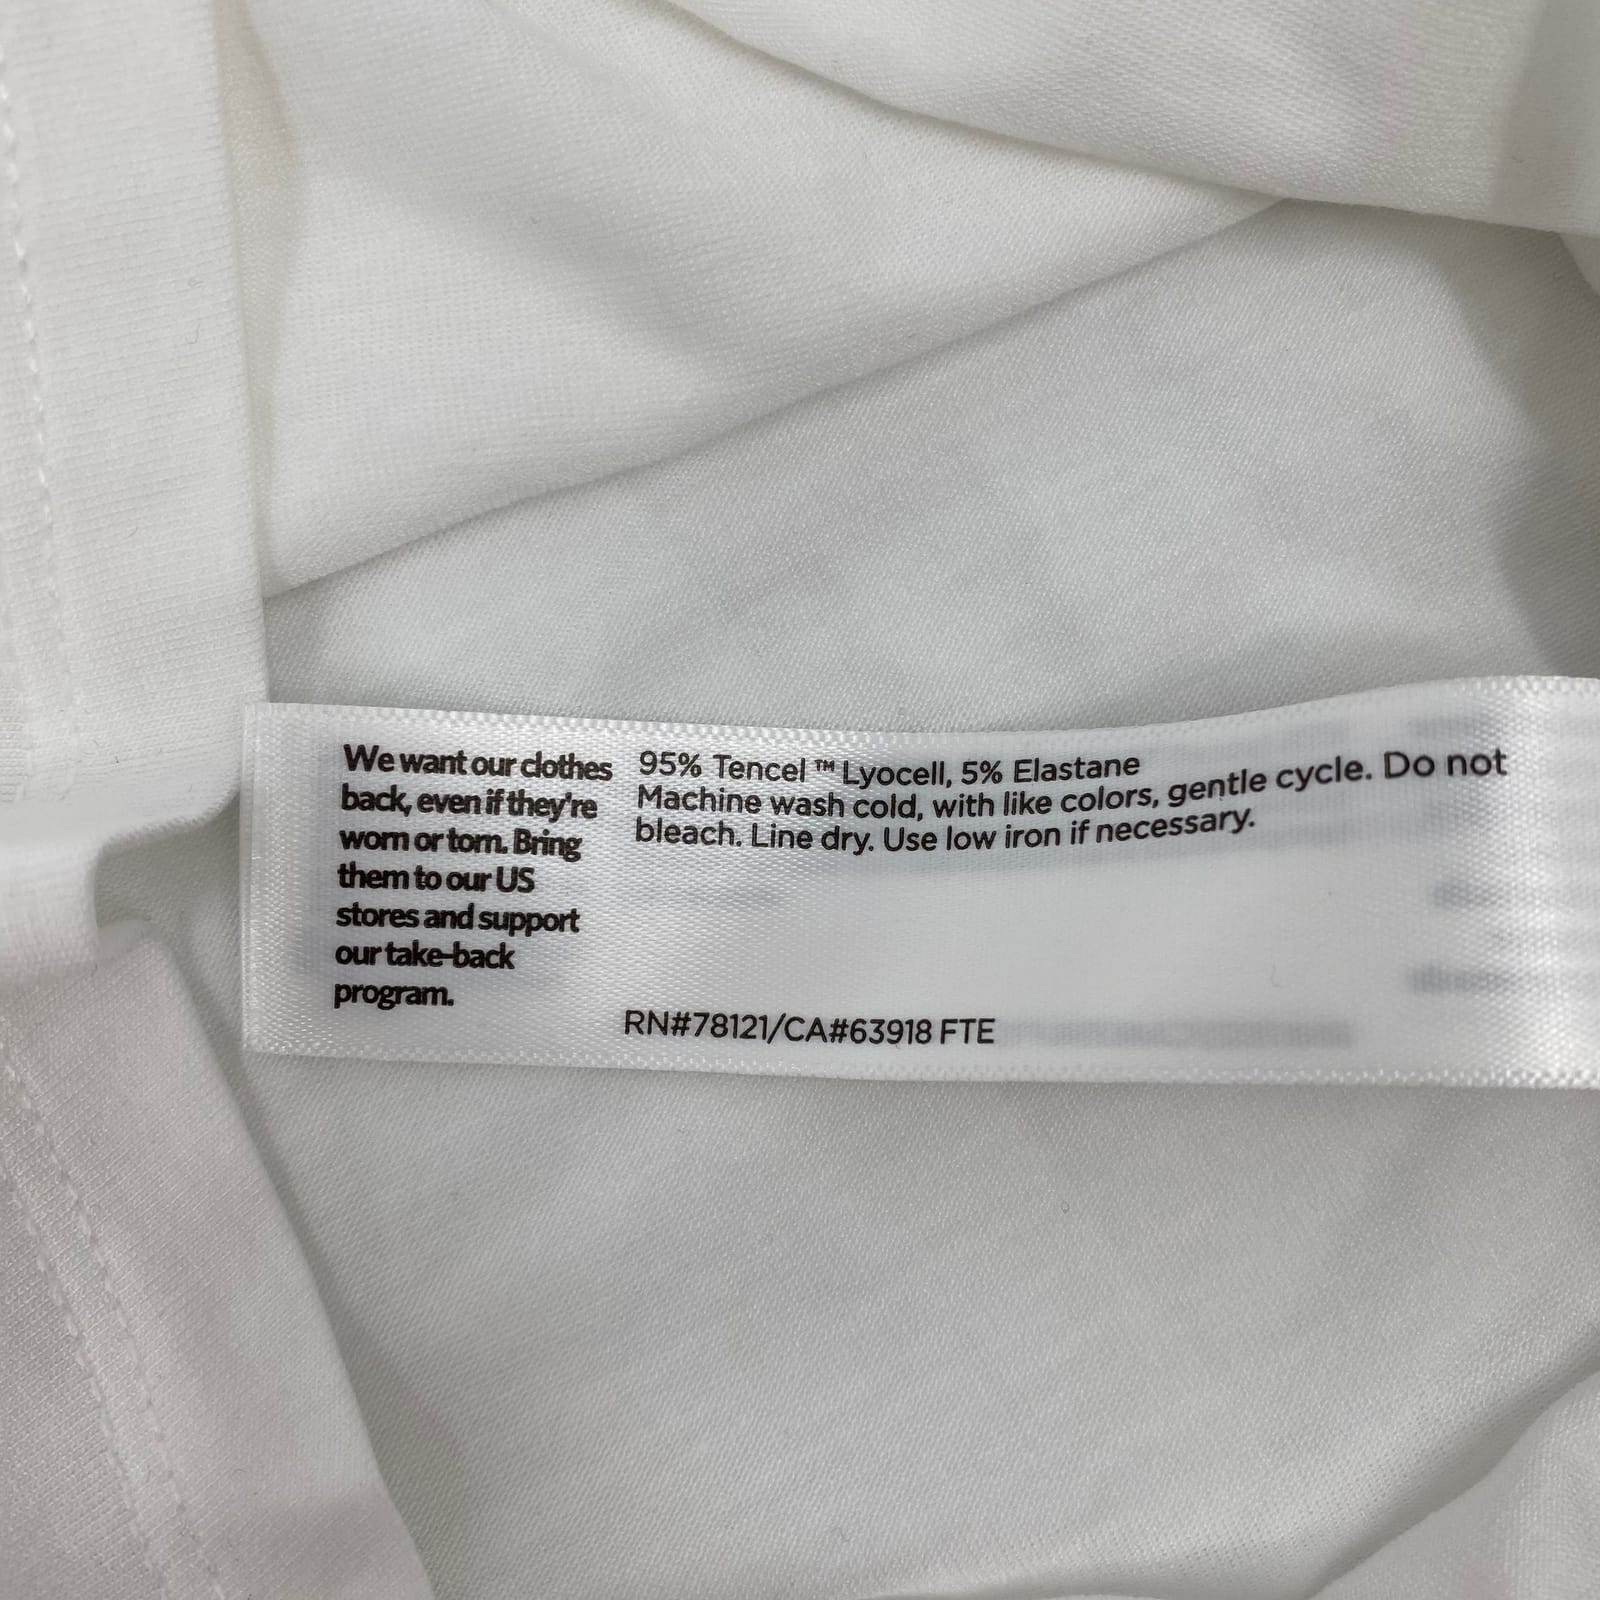 We want our clothes
back, even if they're
worn or torn. Bring
them to our US
stores and support
our take-back
program.
95% Tencel™ Lyocell, 5% Elastane
Machine wash cold, with like colors, gentle cycle. Do not
bleach. Line dry. Use low iron if necessary.
RN#78121/CA#63918 FTE